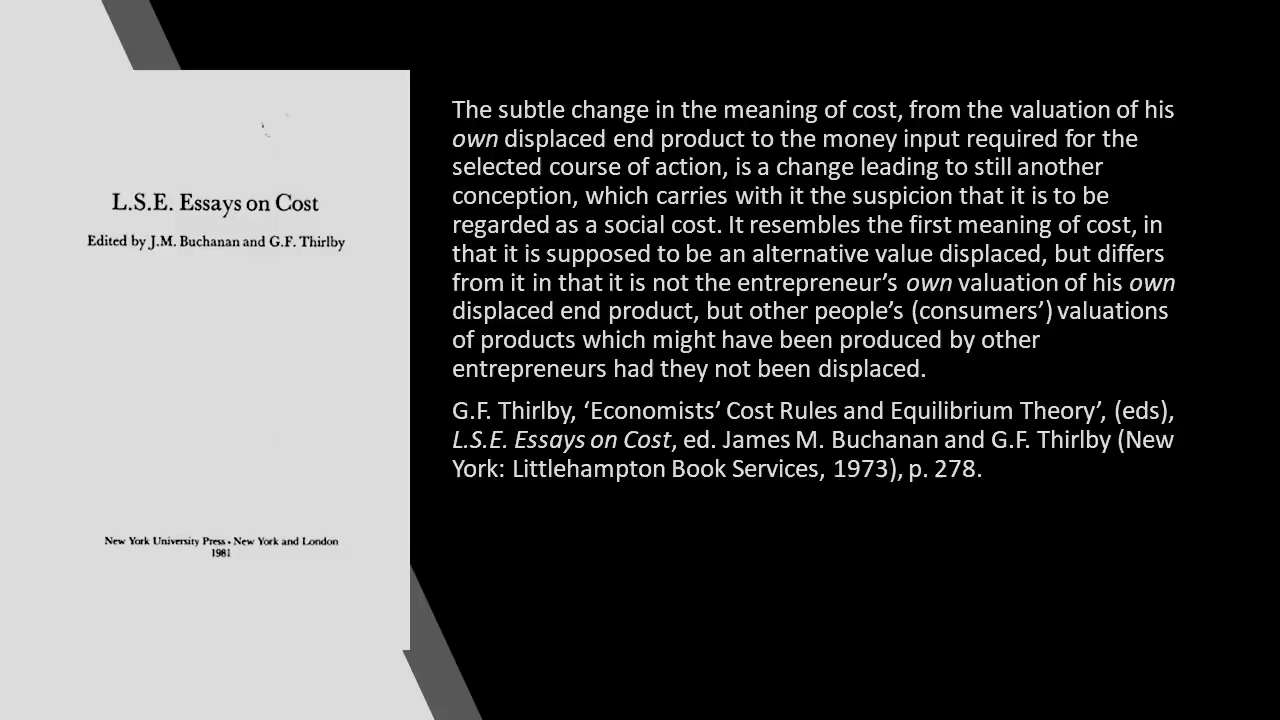 L.S.E. Essays on Cost
Edited by J.M. Buchanan and G.F. Thirlby
New York University Press • New York and London
1981
The subtle change in the meaning of cost, from the valuation of his
own displaced end product to the money input required for the
selected course of action, is a change leading to still another
conception, which carries with it the suspicion that it is to be
regarded as a social cost. It resembles the first meaning of cost, in
that it is supposed to be an alternative value displaced, but differs
from it in that it is not the entrepreneur’s own valuation of his own
displaced end product, but other people’s (consumers’) valuations
of products which might have been produced by other
entrepreneurs had they not been displaced.
G.F. Thirlby, ‘Economists’ Cost Rules and Equilibrium Theory’, (eds),
L.S.E. Essays on Cost, ed. James M. Buchanan and G.F. Thirlby (New
York: Littlehampton Book Services, 1973), p. 278.